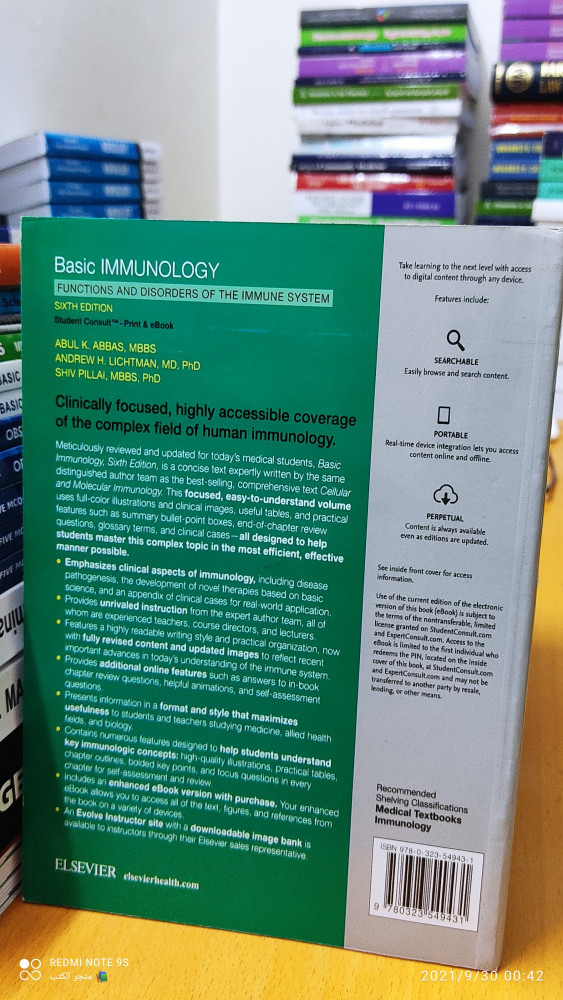 Basic IMMUNOLOGY
FUNCTIONS AND DISORDERS OF THE IMMUNE SYSTEM
SIXTH EDITION
Student Consult™ - Print & eBook
ABUL K. ABBAS, MBBS
ANDREW H. LICHTMAN, MD, PhD
SHIV PILLAI, MBBS, PhD
Clinically focused, highly accessible coverage
of the complex field of human immunology.
Meticulously reviewed and updated for today's medical students, Basic
Immunology, Sixth Edition, is a concise text expertly written by the same
distinguished author team as the best-selling, comprehensive text Cellular
and Molecular Immunology. This focused, easy-to-understand volume
uses full-color illustrations and clinical images, useful tables, and practical
features such as summary bullet-point boxes, end-of-chapter review
questions, glossary terms, and clinical cases—all designed to help
students master this complex topic in the most efficient, effective
manner possible.
• Emphasizes clinical aspects of immunology, including disease
pathogenesis, the development of novel therapies based on basic
science, and an appendix of clinical cases for real-world application.
• Provides unrivaled instruction from the expert author team, all of
whom are experienced teachers, course directors, and lecturers.
• Features a highly readable writing style and practical organization, now
with fully revised content and updated images to reflect recent
important advances in today's understanding of the immune system.
• Provides additional online features such as answers to in-book
chapter review questions, helpful animations, and self-assessment
questions.
• Presents information in a format and style that maximizes
usefulness to students and teachers studying medicine, allied health
fields, and biology.
• Contains numerous features designed to help students understand
key immunologic concepts: high-quality illustrations, practical tables,
chapter outlines, bolded key points, and focus questions in every
chapter for self-assessment and review
• Includes an enhanced eBook version with purchase. Your enhanced
eBook allows you to access all of the text, figures, and references from
the book on a variety of devices.
• An Evolve Instructor site with a downloadable image bank is
available to instructors through their Elsevier sales representative.
ELSEVIER elsevierhealth.com
Take learning to the next level with access
to digital content through any device.
Features include:
SEARCHABLE
Easily browse and search content.
PORTABLE
Real-time device integration lets you access
content online and offline.
PERPETUAL
Content is always available
even as editions are updated.
See inside front cover for access
information.
Use of the current edition of the electronic
version of this book (eBook) is subject to
the terms of the nontransferable, limited
license granted on StudentConsult.com
and ExpertConsult.com. Access to the
eBook is limited to the first individual who
redeems the PIN, located on the inside
cover of this book, at StudentConsult.com
and ExpertConsult.com and may not be
transferred to another party by resale,
lending, or other means.
Recommended
Shelving Classifications
Medical Textbooks
Immunology
ISBN 978-0-323-54943-1
9 780323 549431
REDMI NOTE 9S
متجر الكتب
2021/9/30 00:42